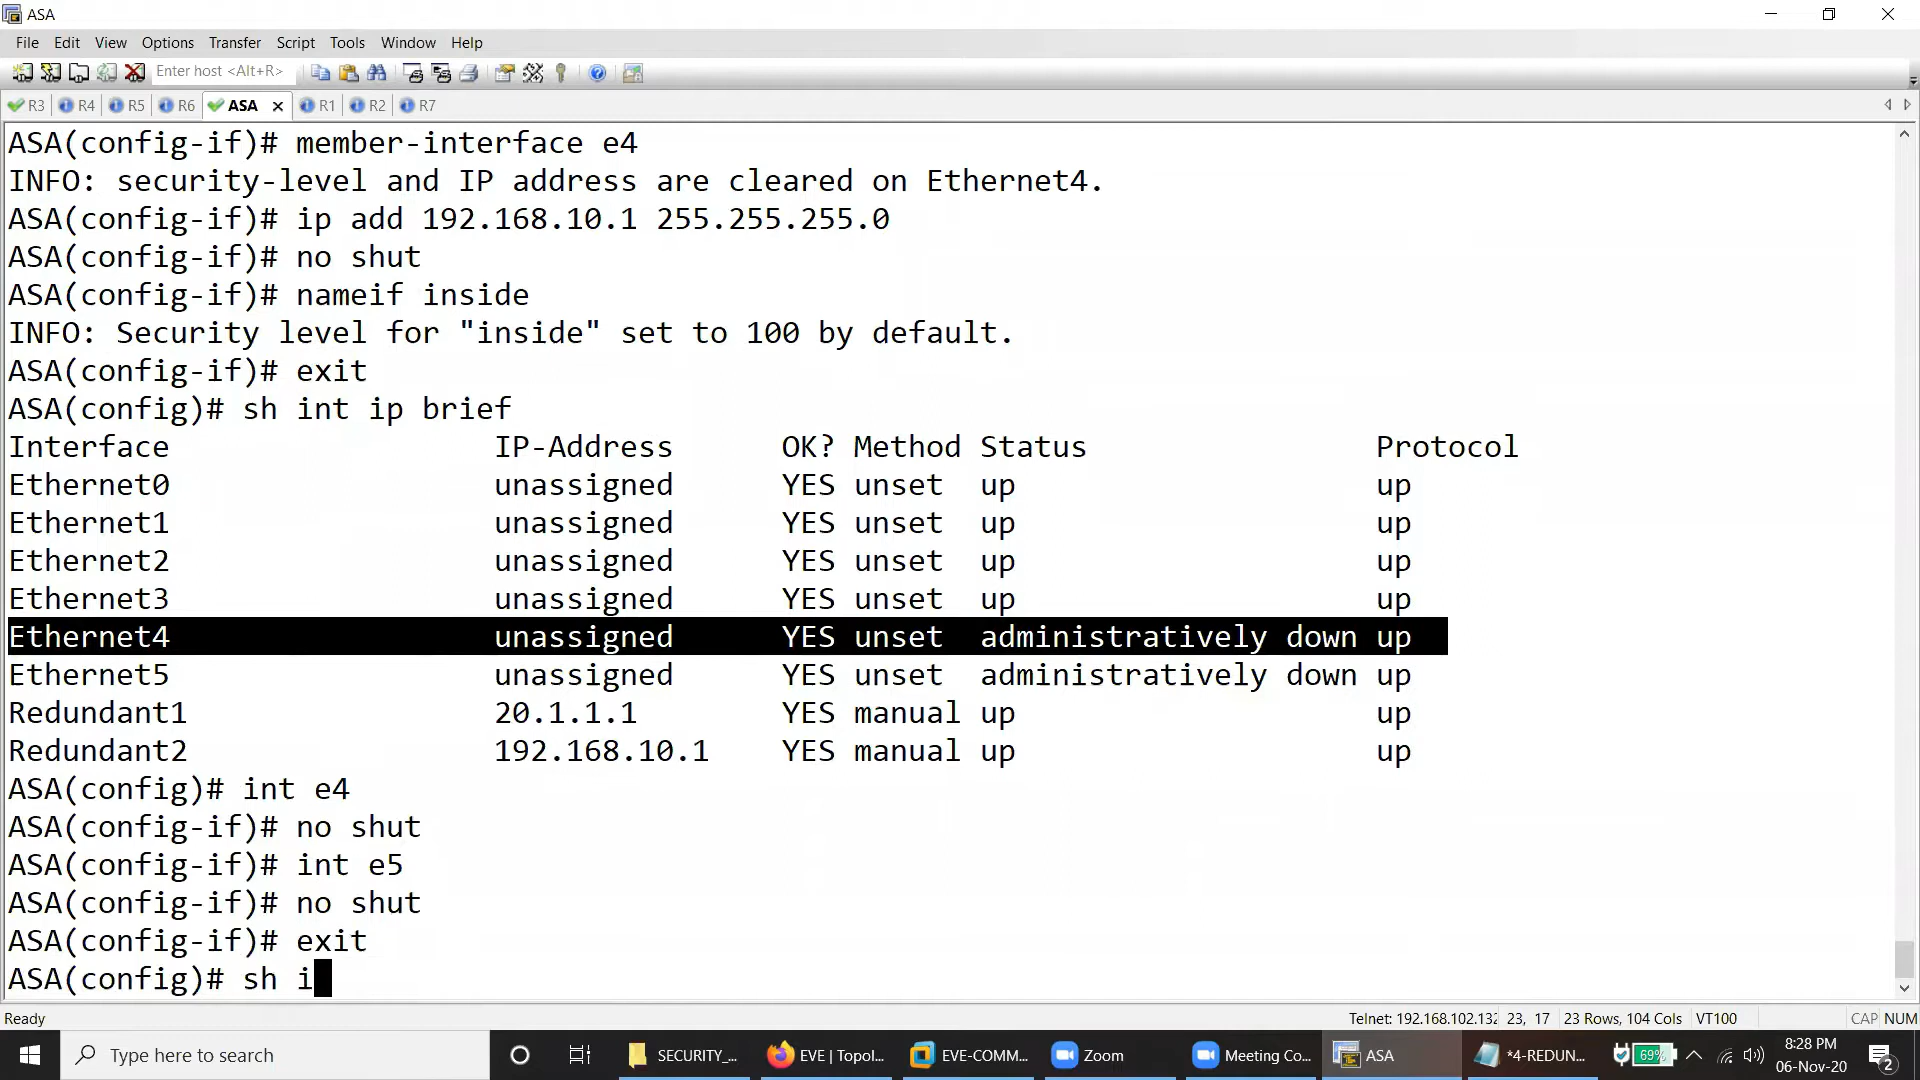 ASA
File Edit View Options Transfer Script Tools Window Help
Enter host <Alt+R>
R3 R4 R5 R6 ASA R1 R2 R7
ASA(config-if)# member-interface e4
INFO: security-level and IP address are cleared on Ethernet4.
ASA(config-if)# ip add 192.168.10.1 255.255.255.0
ASA(config-if)# no shut
ASA(config-if)# nameif inside
INFO: Security level for "inside" set to 100 by default.
ASA(config-if)# exit
ASA(config)# sh int ip brief
Interface IP-Address OK? Method Status Protocol
Ethernet0 unassigned YES unset up up
Ethernet1 unassigned YES unset up up
Ethernet2 unassigned YES unset up up
Ethernet3 unassigned YES unset up up
Ethernet4 unassigned YES unset administratively down up
Ethernet5 unassigned YES unset administratively down up
Redundant1 20.1.1.1 YES manual up up
Redundant2 192.168.10.1 YES manual up up
ASA(config)# int e4
ASA(config-if)# no shut
ASA(config-if)# int e5
ASA(config-if)# no shut
ASA(config-if)# exit
ASA(config)# sh i
Ready Telnet: 192.168.102.132 23, 17 23 Rows, 104 Cols VT100 CAP NUM
Type here to search SECURITY_... EVE | Topol... EVE-COMM... Zoom Meeting Co... ASA *4-REDUN... 69% 8:28 PM
06-Nov-20 2